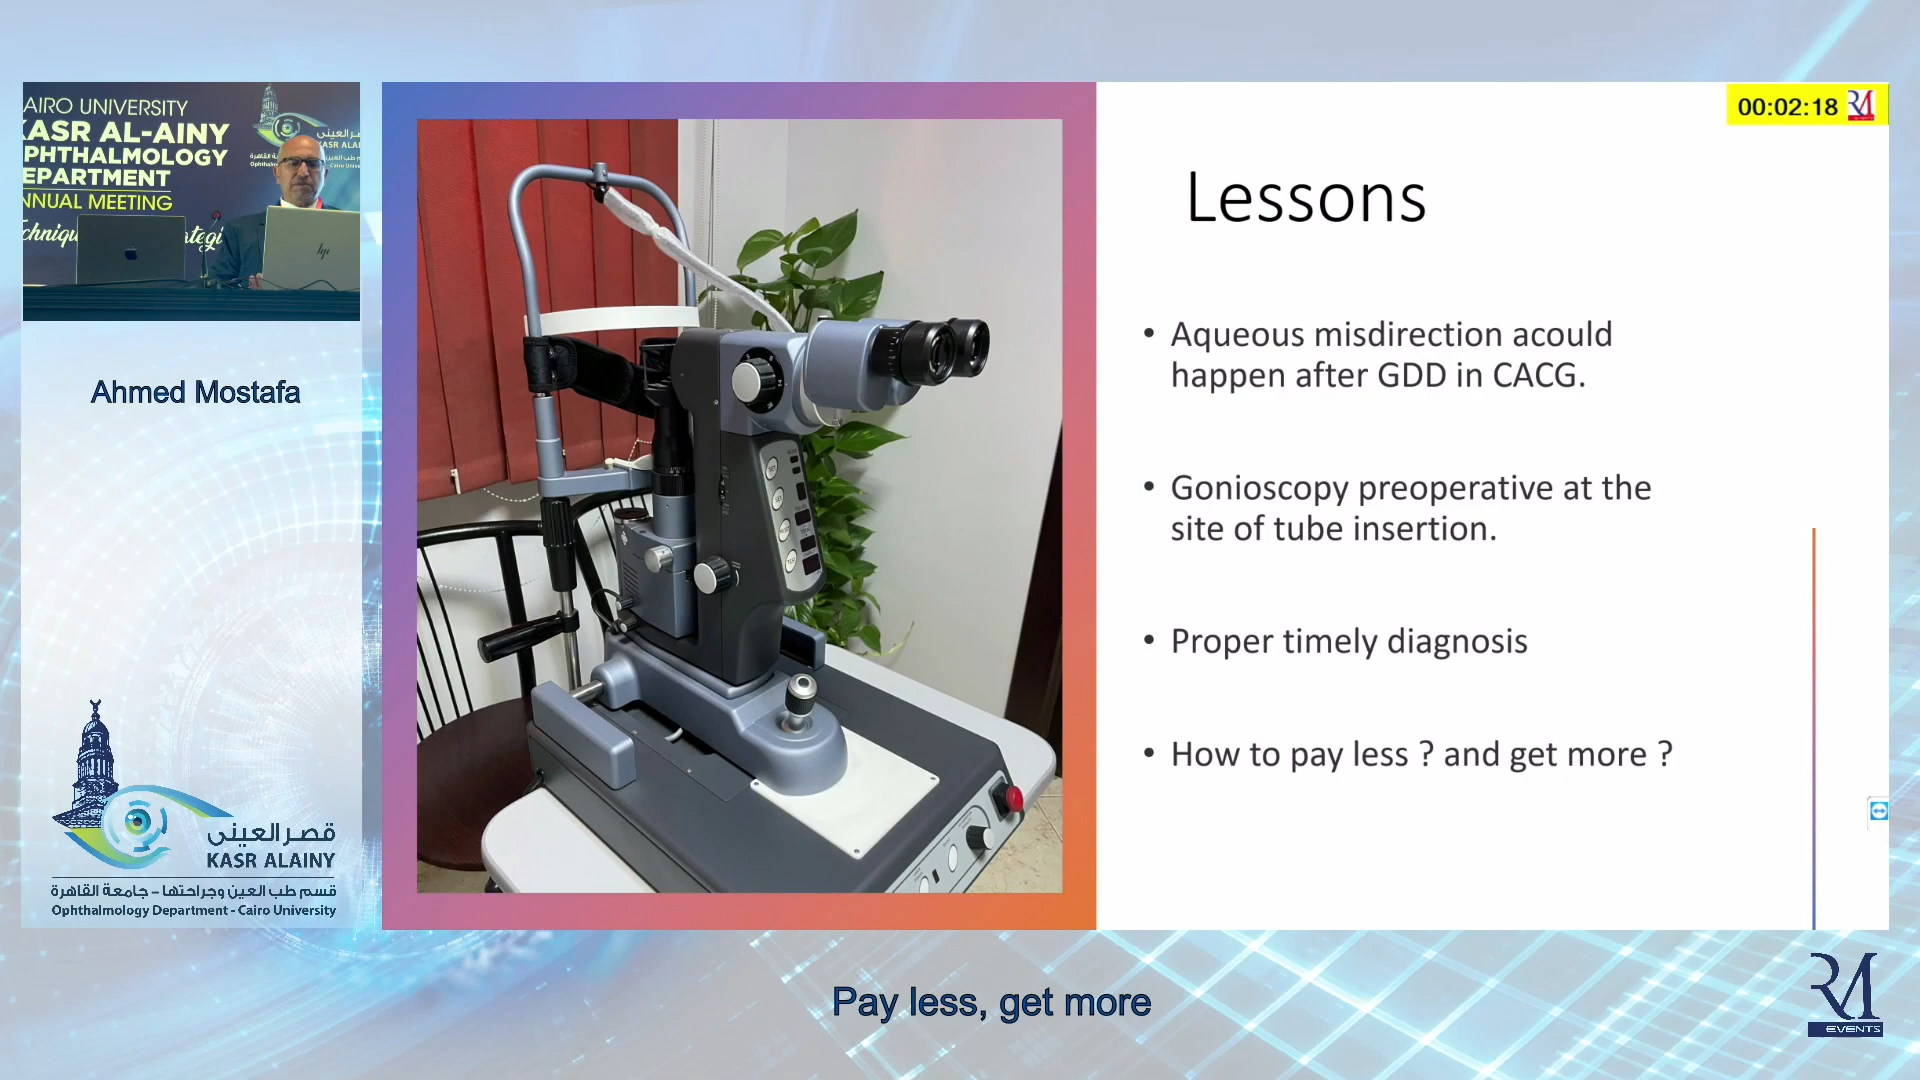 AIRO UNIVERSITY
KASR AL-AINY
PHTHALMOLOGY
EPARTMENT
NNUAL MEETING
hp
Ahmed Mostafa
قصر العينى
KASR ALAINY
قسم طب العين وجراحتها - جامعة القاهرة
Ophthalmology Department - Cairo University
00:02:18
Lessons
• Aqueous misdirection acould
happen after GDD in CACG.
• Gonioscopy preoperative at the
site of tube insertion.
• Proper timely diagnosis
• How to pay less ? and get more ?
Pay less, get more
RM
EVENTS